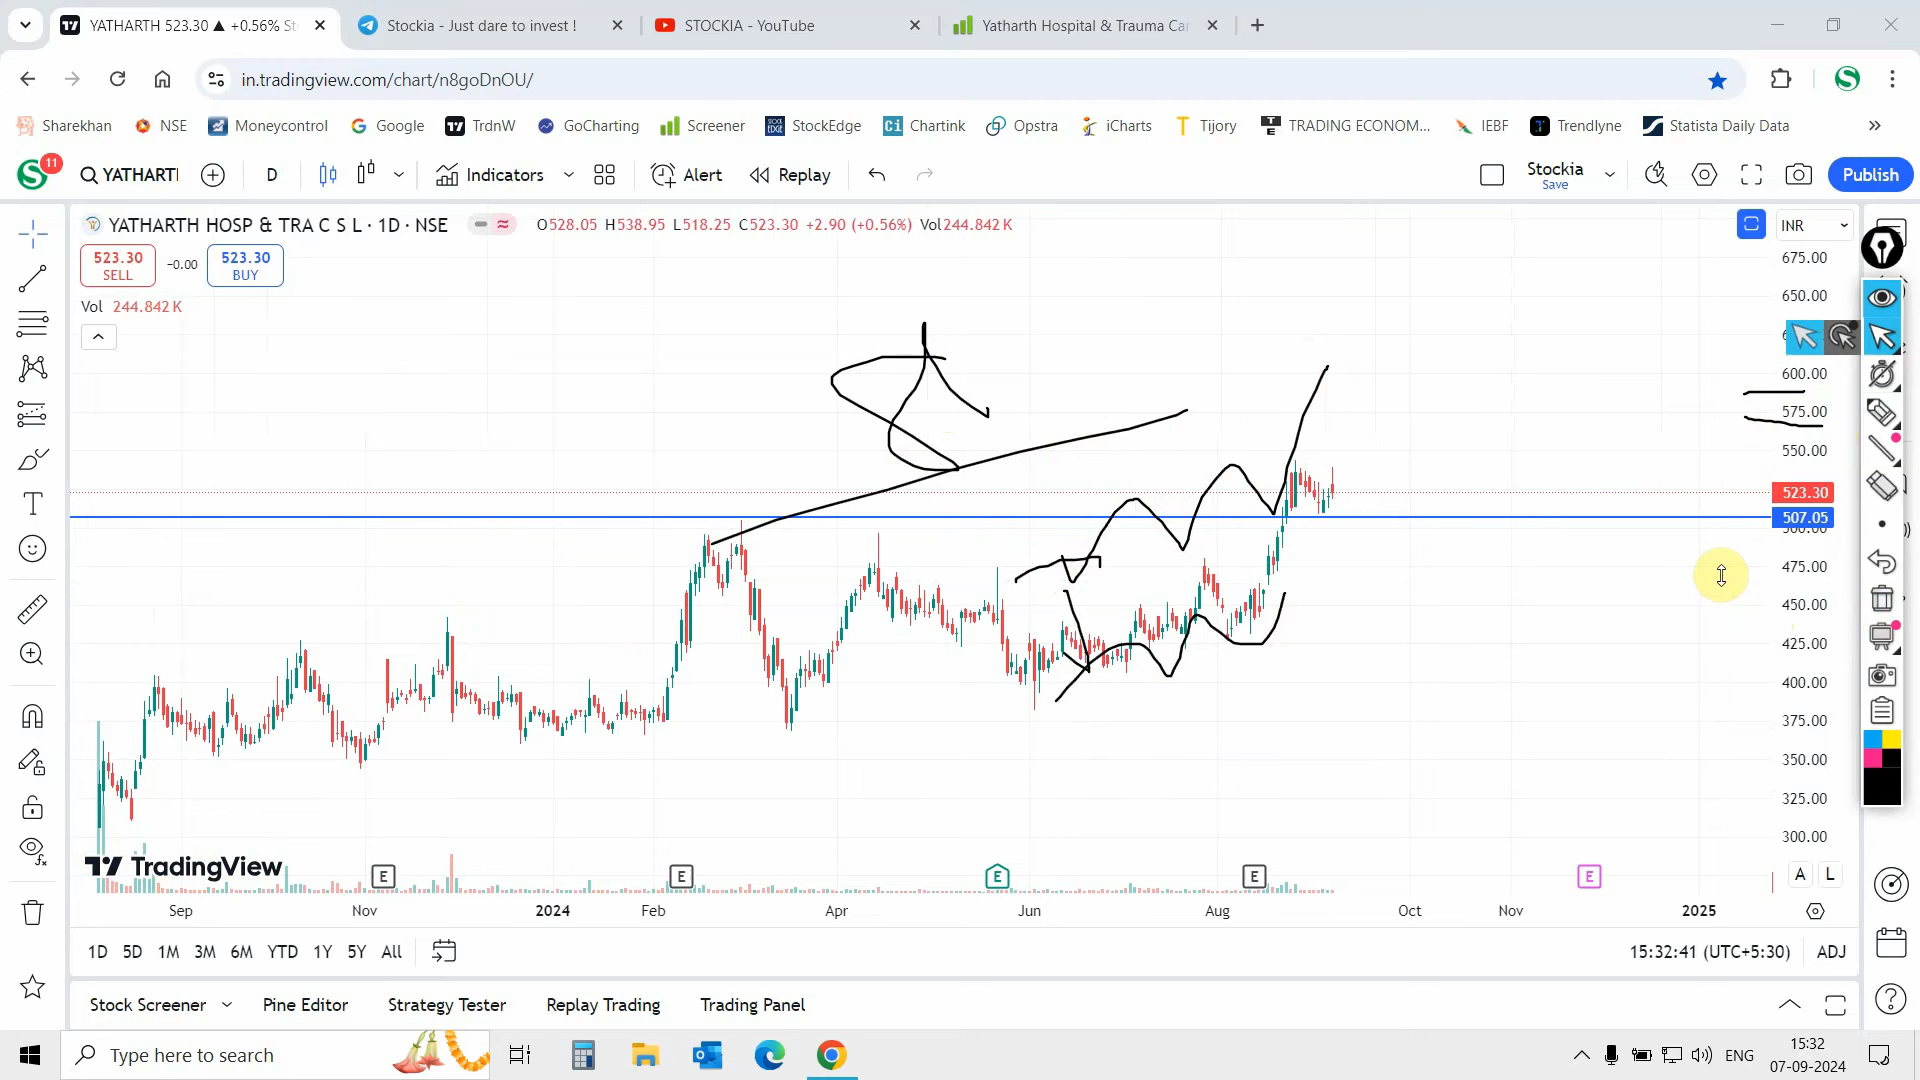 YATHARTH 523.30 ▲ +0.56% St
Stockia - Just dare to invest !
STOCKIA - YouTube
Yatharth Hospital & Trauma Car
in.tradingview.com/chart/n8goDnOU/
Sharekhan
NSE
Moneycontrol
Google
TrdnW
GoCharting
Screener
StockEdge
Chartink
Opstra
iCharts
Tijory
TRADING ECONOM...
IEBF
Trendlyne
Statista Daily Data
11
YATHARTH
D
Indicators
Alert
Replay
Stockia
Save
Publish
YATHARTH HOSP & TRA C S L · 1D · NSE
O528.05 H538.95 L518.25 C523.30 +2.90 (+0.56%) Vol244.842 K
INR
523.30
SELL
−0.00
523.30
BUY
Vol 244.842 K
675.00
650.00
600.00
575.00
550.00
523.30
507.05
500.00
475.00
450.00
425.00
400.00
375.00
350.00
325.00
300.00
TradingView
E
E
E
E
E
A
L
Sep
Nov
2024
Feb
Apr
Jun
Aug
Oct
Nov
2025
1D
5D
1M
3M
6M
YTD
1Y
5Y
All
15:32:41 (UTC+5:30)
ADJ
Stock Screener
Pine Editor
Strategy Tester
Replay Trading
Trading Panel
Type here to search
ENG
15:32
07-09-2024